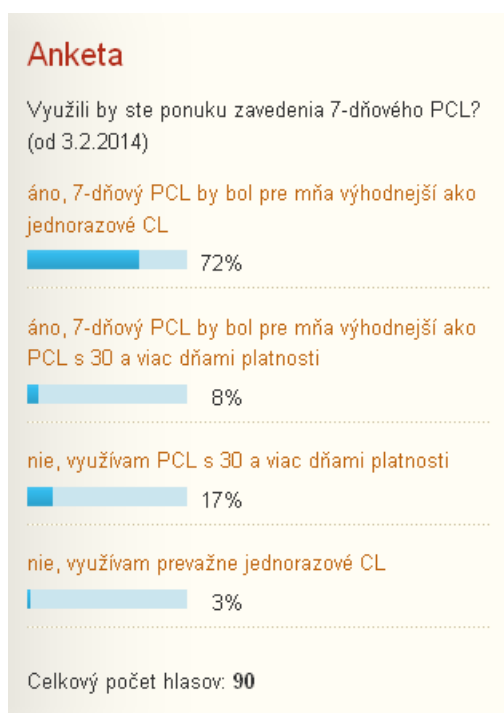 Anketa
Využili by ste ponuku zavedenia 7-dňového PCL?
(od 3.2.2014)
áno, 7-dňový PCL by bol pre mňa výhodnejší ako
jednorazové CL
72%
áno, 7-dňový PCL by bol pre mňa výhodnejší ako
PCL s 30 a viac dňami platnosti
8%
nie, využívam PCL s 30 a viac dňami platnosti
17%
nie, využívam prevažne jednorazové CL
3%
Celkový počet hlasov: 90